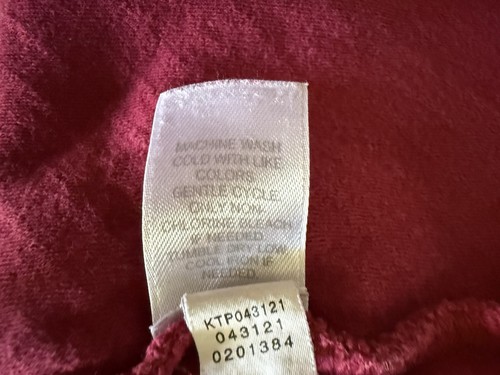 MACHINE WASH
COLD WITH LIKE
COLORS.
GENTLE CYCLE.
ONLY NON-
CHLORINE BLEACH
IF NEEDED.
TUMBLE DRY LOW.
COOL IRON IF
NEEDED.
KTP043121
043121
0201384